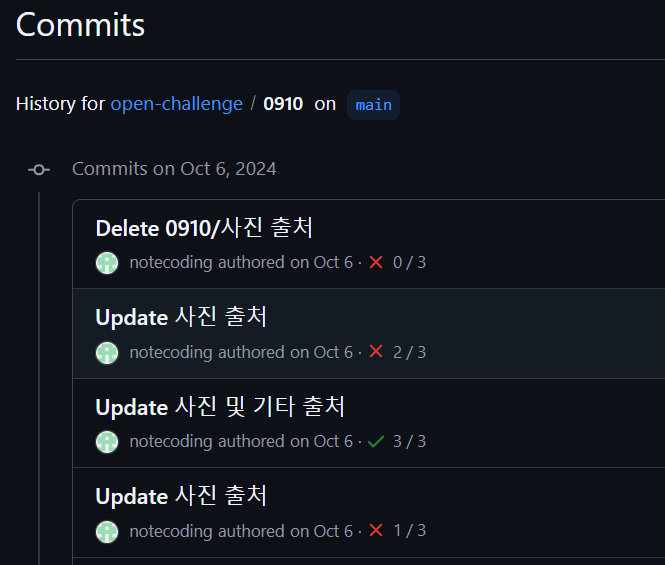 Commits
History for open-challenge / 0910 on main
Commits on Oct 6, 2024
Delete 0910/사진 출처
notecoding authored on Oct 6 · 0 / 3
Update 사진 출처
notecoding authored on Oct 6 · 2 / 3
Update 사진 및 기타 출처
notecoding authored on Oct 6 · 3 / 3
Update 사진 출처
notecoding authored on Oct 6 · 1 / 3